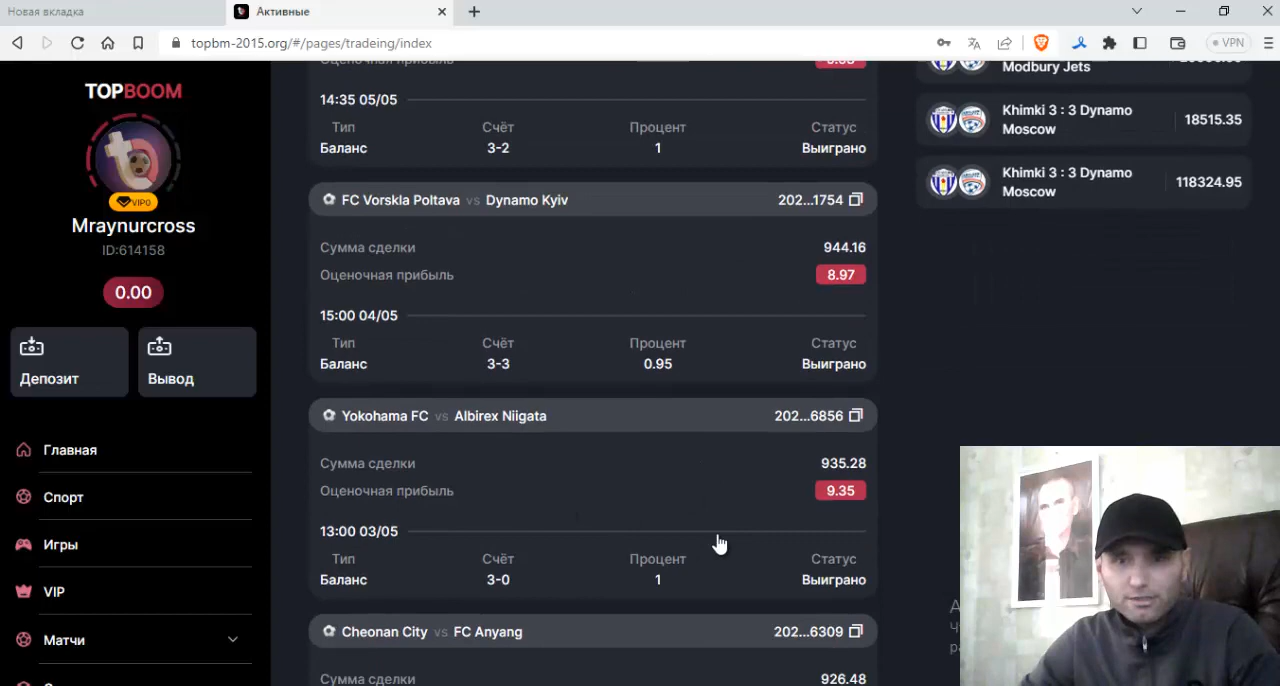 Новая вкладка
Активные
topbm-2015.org/#/pages/tradeing/index
VPN
TOPBOOM
VIP0
Mraynurcross
ID:614158
0.00
Депозит
Вывод
Главная
Спорт
Игры
VIP
Матчи
Оценочная прибыль
14:35 05/05
Тип Счёт Процент Статус
Баланс 3-2 1 Выиграно
FC Vorskla Poltava vs Dynamo Kyiv 202...1754
Сумма сделки 944.16
Оценочная прибыль 8.97
15:00 04/05
Тип Счёт Процент Статус
Баланс 3-3 0.95 Выиграно
Yokohama FC vs Albirex Niigata 202...6856
Сумма сделки 935.28
Оценочная прибыль 9.35
13:00 03/05
Тип Счёт Процент Статус
Баланс 3-0 1 Выиграно
Cheonan City vs FC Anyang 202...6309
Сумма сделки 926.48
Modbury Jets
Khimki 3 : 3 Dynamo
Moscow
18515.35
Khimki 3 : 3 Dynamo
Moscow
118324.95